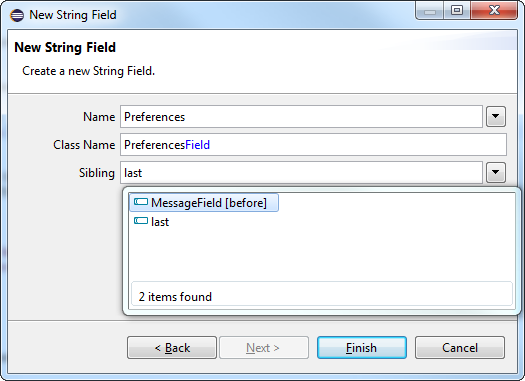 New String Field
New String Field
Create a new String Field.
Name Preferences
Class Name PreferencesField
Sibling last
MessageField [before]
last
2 items found
< Back Next > Finish Cancel